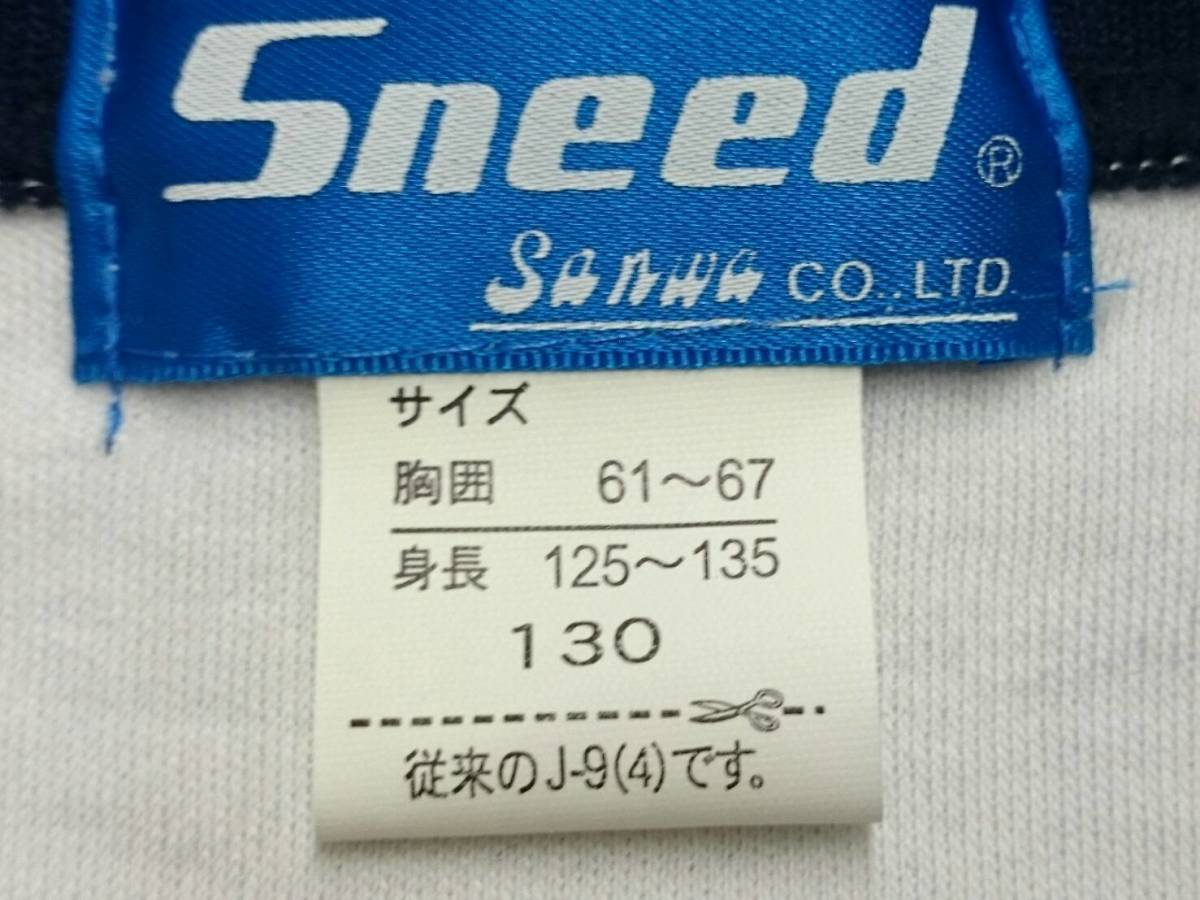 Sneed®
Sanwa CO.,LTD.
サイズ
胸囲 61～67
身長 125～135
130
従来のJ-9(4)です。